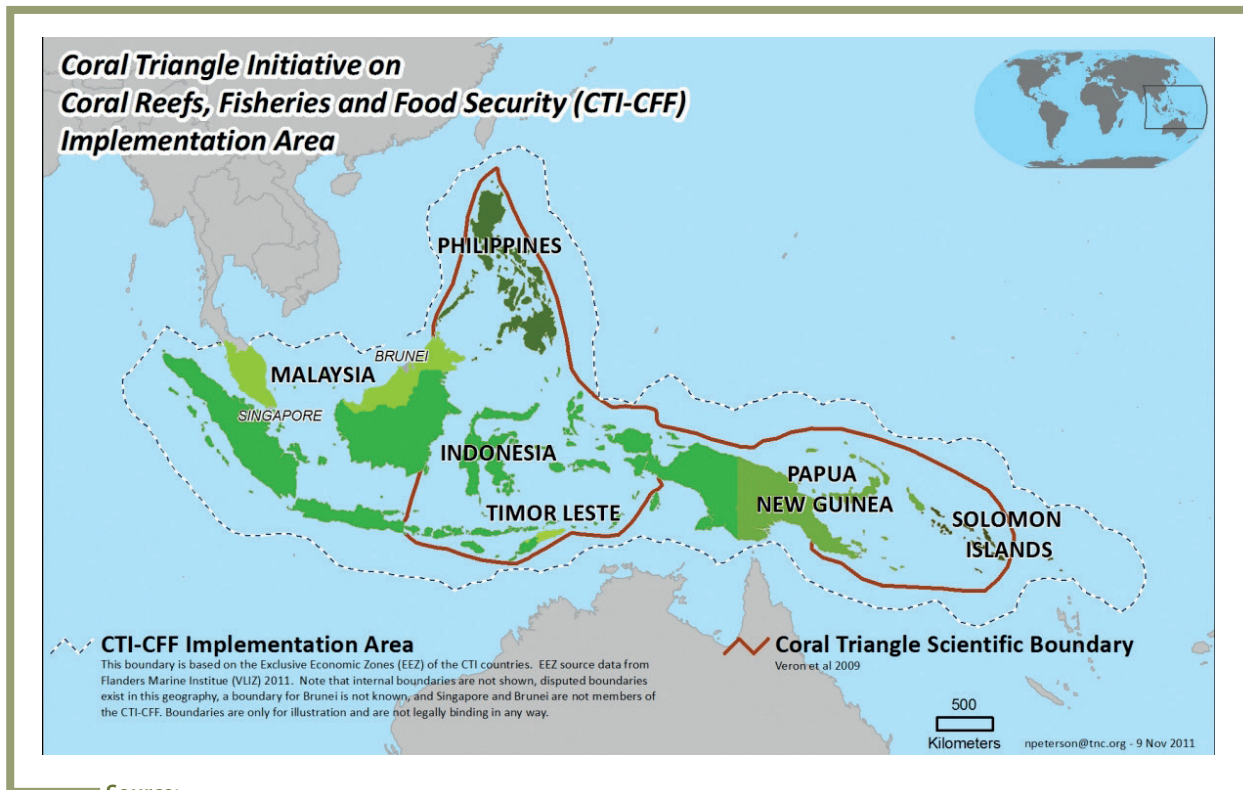 Coral Triangle Initiative on
Coral Reefs, Fisheries and Food Security (CTI-CFF)
Implementation Area
PHILIPPINES
BRUNEI
MALAYSIA
SINGAPORE
INDONESIA
PAPUA
NEW GUINEA
TIMOR LESTE
SOLOMON
ISLANDS
CTI-CFF Implementation Area
This boundary is based on the Exclusive Economic Zones (EEZ) of the CTI countries. EEZ source data from
Flanders Marine Institue (VLIZ) 2011. Note that internal boundaries are not shown, disputed boundaries
exist in this geography, a boundary for Brunei is not known, and Singapore and Brunei are not members of
the CTI-CFF. Boundaries are only for illustration and are not legally binding in any way.
Coral Triangle Scientific Boundary
Veron et al 2009
500
Kilometers
npeterson@tnc.org - 9 Nov 2011
Source: